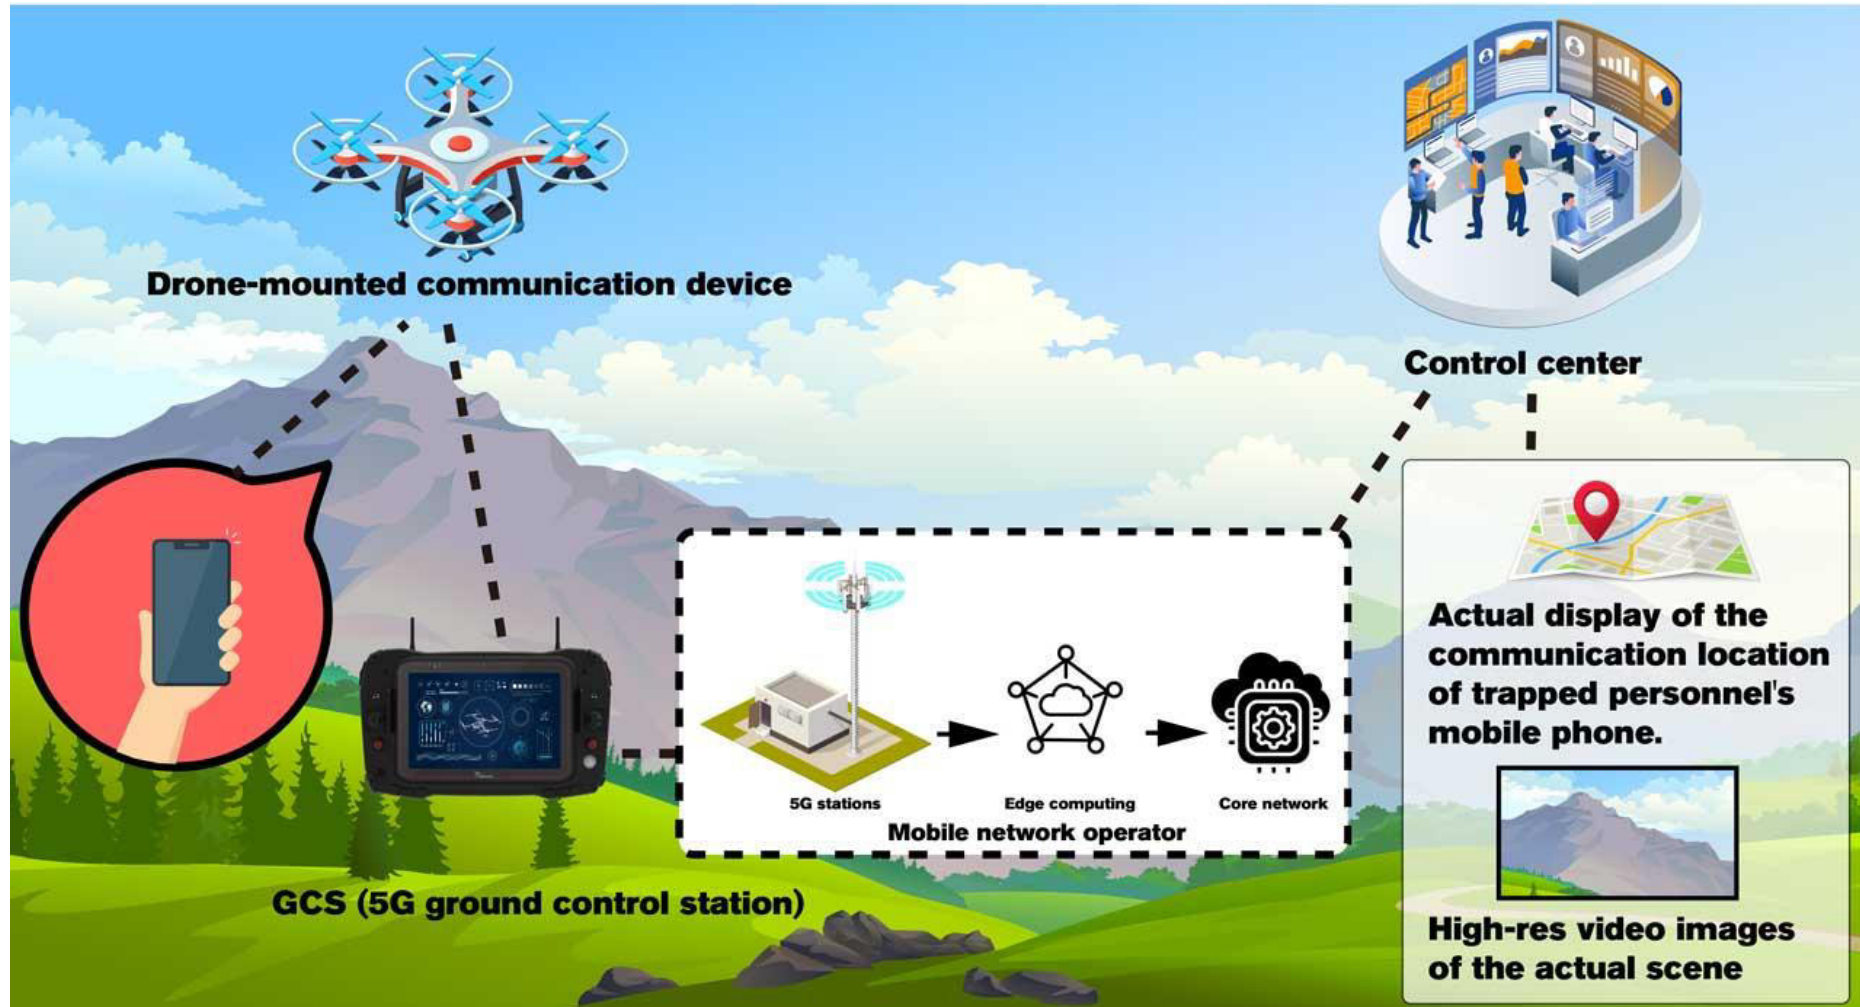 Drone-mounted communication device
Control center
GCS (5G ground control station)
5G stations
Edge computing
Core network
Mobile network operator
Actual display of the
communication location
of trapped personnel's
mobile phone.
High-res video images
of the actual scene